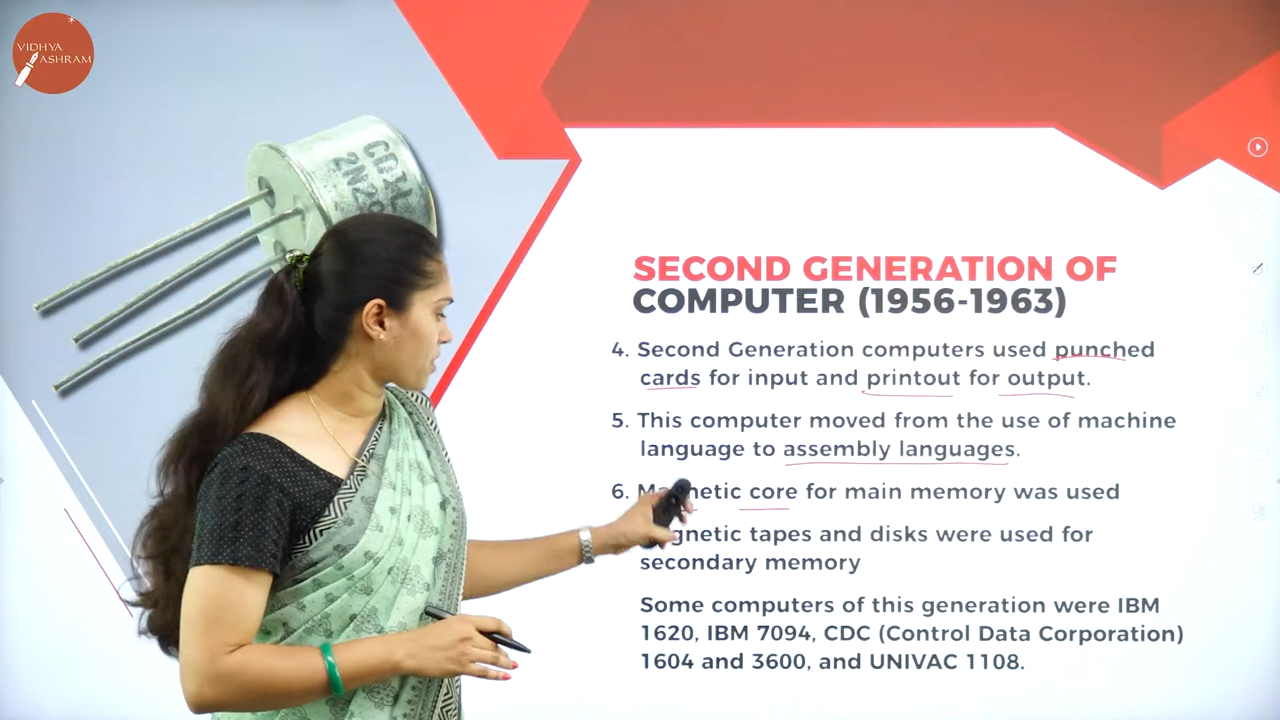 VIDHYA
ASHRAM
SECOND GENERATION OF
COMPUTER (1956-1963)
4. Second Generation computers used punched
cards for input and printout for output.
5. This computer moved from the use of machine
language to assembly languages.
6. core for main memory was used
tapes and disks were used for
secondary memory
Some computers of this generation were IBM
1620, IBM 7094, CDC (Control Data Corporation)
1604 and 3600, and UNIVAC 1108.